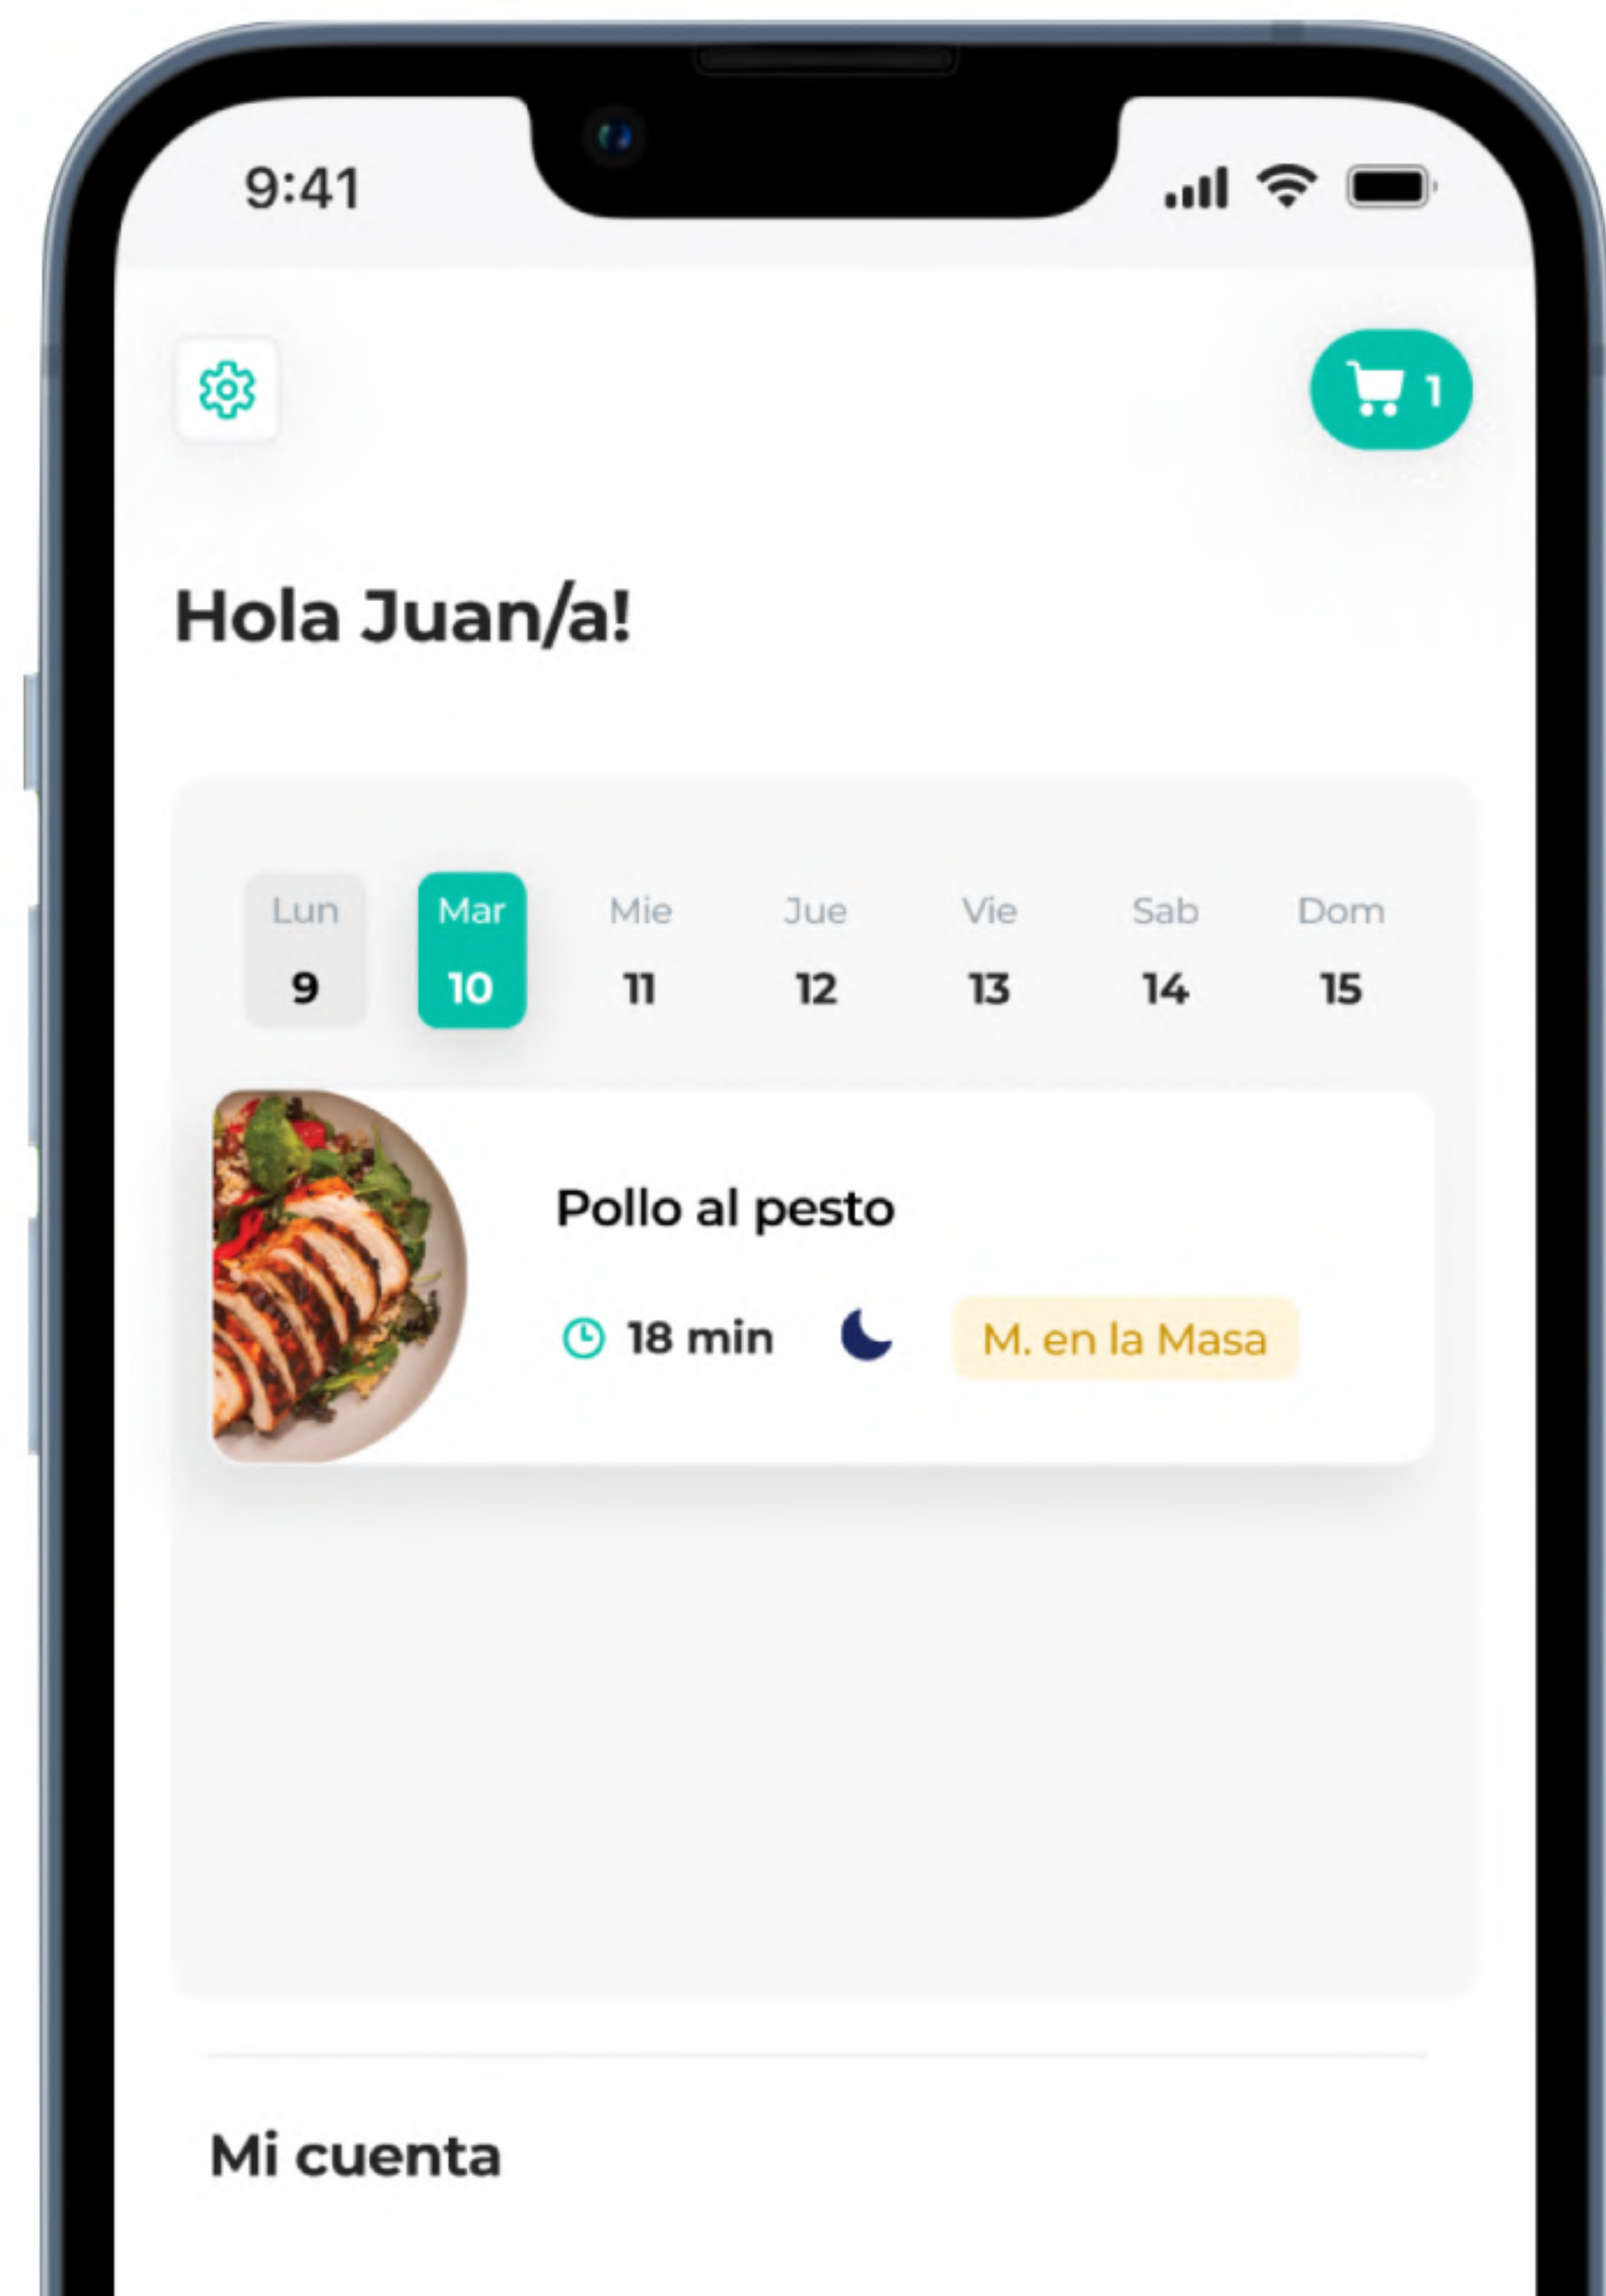 9:41
1
Hola Juan/a!
Lun Mar Mie Jue Vie Sab Dom
9 10 11 12 13 14 15
Pollo al pesto
18 min M. en la Masa
Mi cuenta